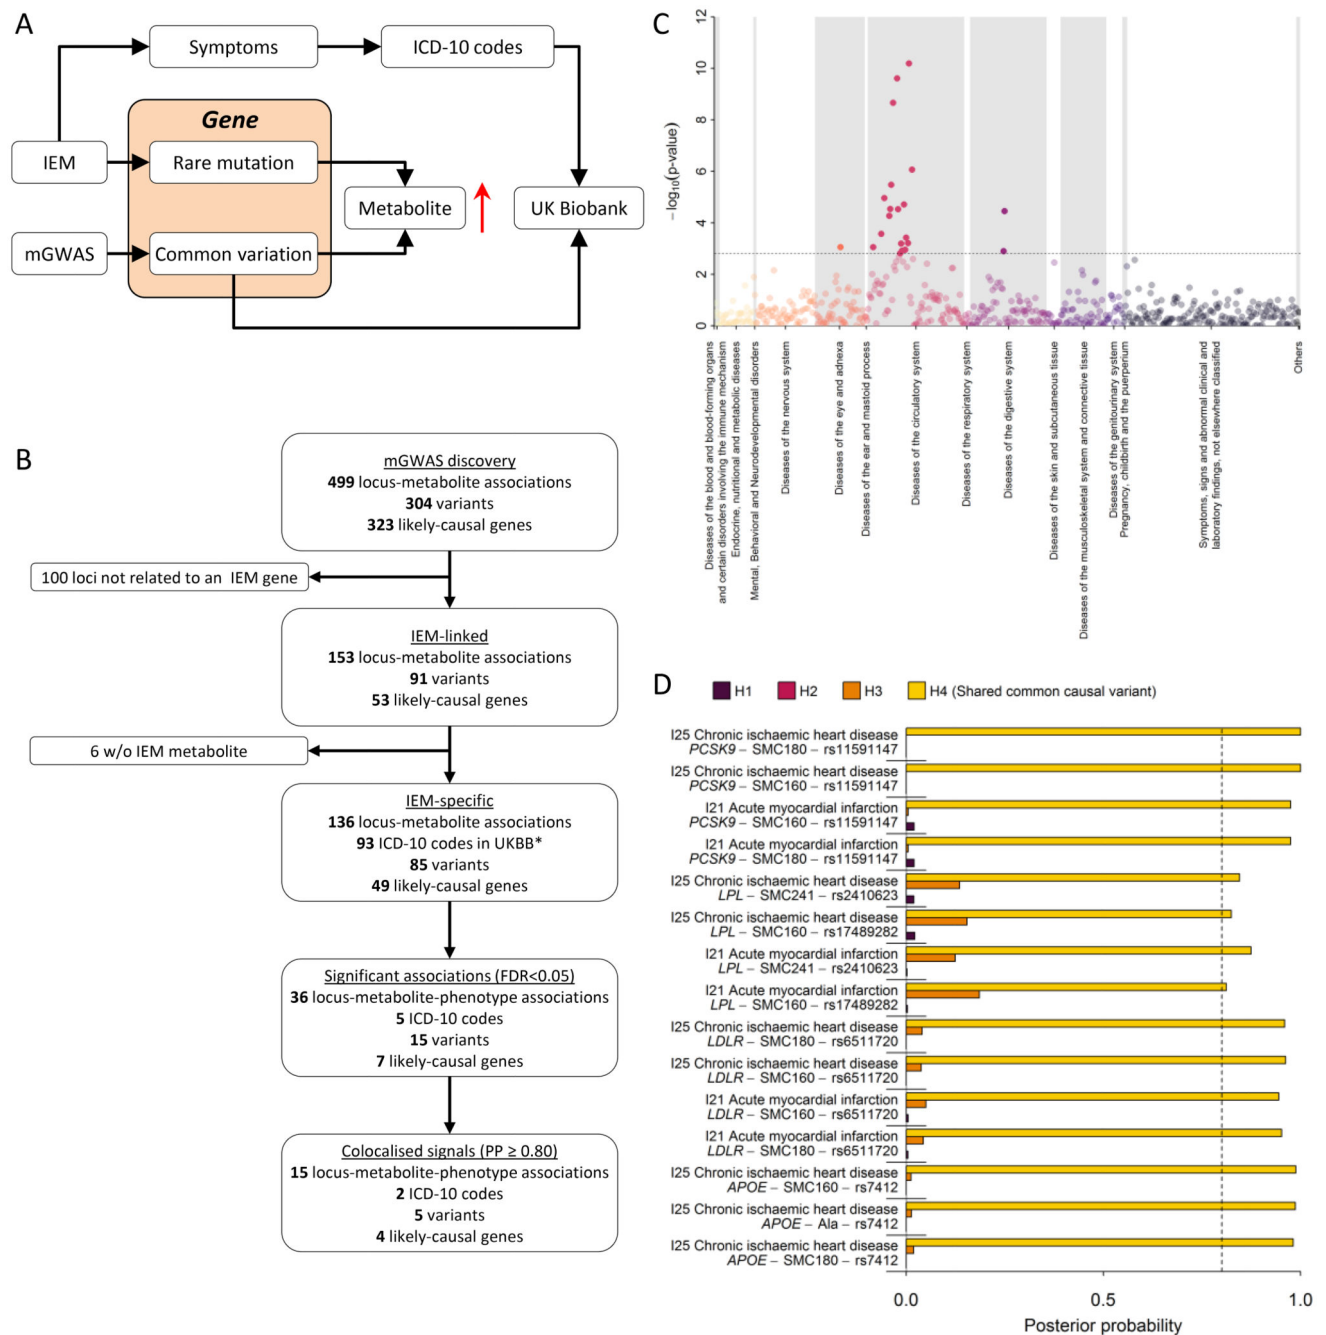 A
Symptoms
ICD-10 codes
Gene
IEM
Rare mutation
Metabolite
UK Biobank
mGWAS
Common variation
B
mGWAS discovery
499 locus-metabolite associations
304 variants
323 likely-causal genes
100 loci not related to an IEM gene
IEM-linked
153 locus-metabolite associations
91 variants
53 likely-causal genes
6 w/o IEM metabolite
IEM-specific
136 locus-metabolite associations
93 ICD-10 codes in UKBB*
85 variants
49 likely-causal genes
Significant associations (FDR<0.05)
36 locus-metabolite-phenotype associations
5 ICD-10 codes
15 variants
7 likely-causal genes
Colocalised signals (PP ≥ 0.80)
15 locus-metabolite-phenotype associations
2 ICD-10 codes
5 variants
4 likely-causal genes
C
−log10(p-value)
12
10
8
6
4
2
0
Diseases of the blood and blood-forming organs
and certain disorders involving the immune mechanism
Endocrine, nutritional and metabolic diseases
Mental, Behavioral and Neurodevelopmental disorders
Diseases of the nervous system
Diseases of the eye and adnexa
Diseases of the ear and mastoid process
Diseases of the circulatory system
Diseases of the respiratory system
Diseases of the digestive system
Diseases of the skin and subcutaneous tissue
Diseases of the musculoskeletal system and connective tissue
Diseases of the genitourinary system
Pregnancy, childbirth and the puerperium
Symptoms, signs and abnormal clinical and
laboratory findings, not elsewhere classified
Others
D
H1
H2
H3
H4 (Shared common causal variant)
I25 Chronic ischaemic heart disease
PCSK9 – SMC180 – rs11591147
I25 Chronic ischaemic heart disease
PCSK9 – SMC160 – rs11591147
I21 Acute myocardial infarction
PCSK9 – SMC160 – rs11591147
I21 Acute myocardial infarction
PCSK9 – SMC180 – rs11591147
I25 Chronic ischaemic heart disease
LPL – SMC241 – rs2410623
I25 Chronic ischaemic heart disease
LPL – SMC160 – rs17489282
I21 Acute myocardial infarction
LPL – SMC241 – rs2410623
I21 Acute myocardial infarction
LPL – SMC160 – rs17489282
I25 Chronic ischaemic heart disease
LDLR – SMC180 – rs6511720
I25 Chronic ischaemic heart disease
LDLR – SMC160 – rs6511720
I21 Acute myocardial infarction
LDLR – SMC160 – rs6511720
I21 Acute myocardial infarction
LDLR – SMC180 – rs6511720
I25 Chronic ischaemic heart disease
APOE – SMC160 – rs7412
I25 Chronic ischaemic heart disease
APOE – Ala – rs7412
I25 Chronic ischaemic heart disease
APOE – SMC180 – rs7412
0.0
0.5
1.0
Posterior probability